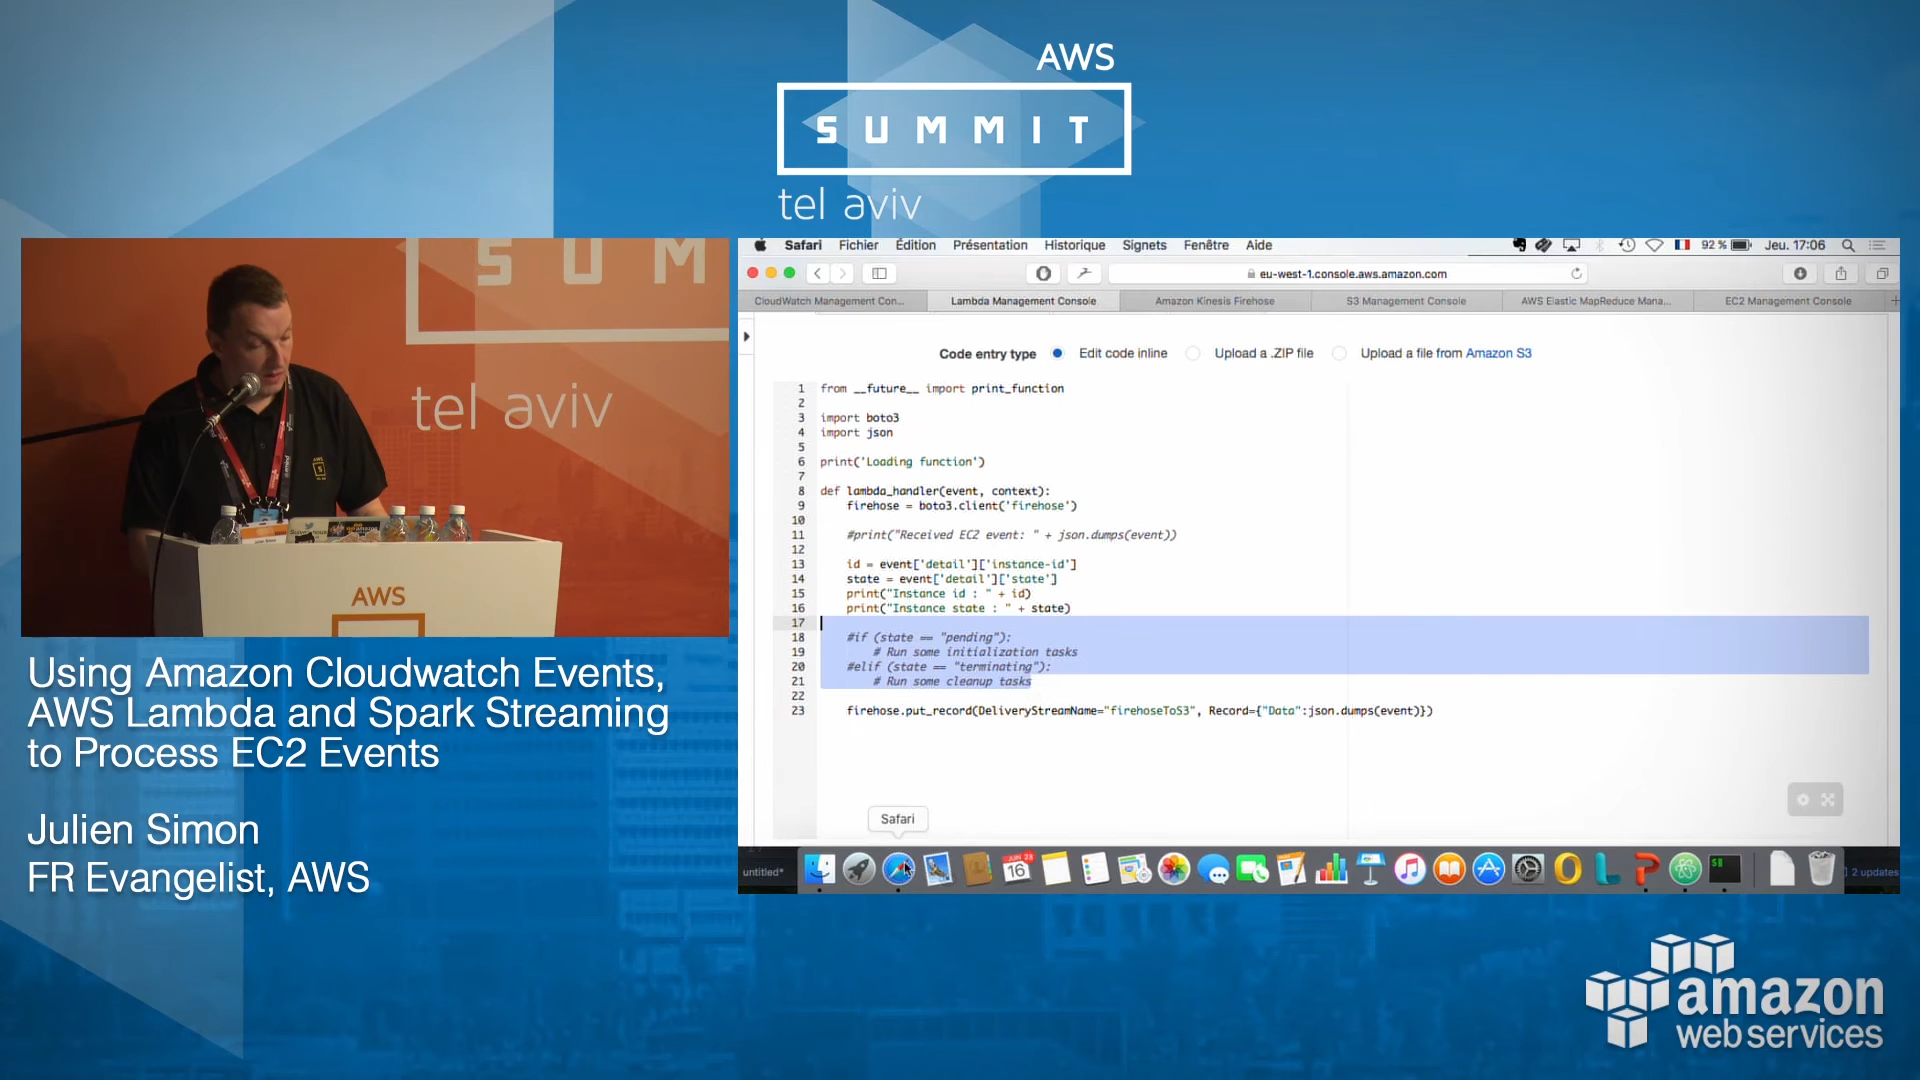 AWS
SUMMIT
tel aviv
SUM
tel aviv
AWS
Using Amazon Cloudwatch Events,
AWS Lambda and Spark Streaming
to Process EC2 Events
Julien Simon
FR Evangelist, AWS
Safari Fichier Édition Présentation Historique Signets Fenêtre Aide 92 % Jeu. 17:06
eu-west-1.console.aws.amazon.com
CloudWatch Management Con... Lambda Management Console Amazon Kinesis Firehose S3 Management Console AWS Elastic MapReduce Mana... EC2 Management Console
Code entry type Edit code inline Upload a .ZIP file Upload a file from Amazon S3
1 from __future__ import print_function
2
3 import boto3
4 import json
5
6 print('Loading function')
7
8 def lambda_handler(event, context):
9 firehose = boto3.client('firehose')
10
11 #print("Received EC2 event: " + json.dumps(event))
12
13 id = event['detail']['instance-id']
14 state = event['detail']['state']
15 print("Instance id : " + id)
16 print("Instance state : " + state)
17
18 #if (state == "pending"):
19 # Run some initialization tasks
20 #elif (state == "terminating"):
21 # Run some cleanup tasks
22
23 firehose.put_record(DeliveryStreamName="firehoseToS3", Record={"Data":json.dumps(event)})
Safari
untitled*
16
2 updates
amazon
web services